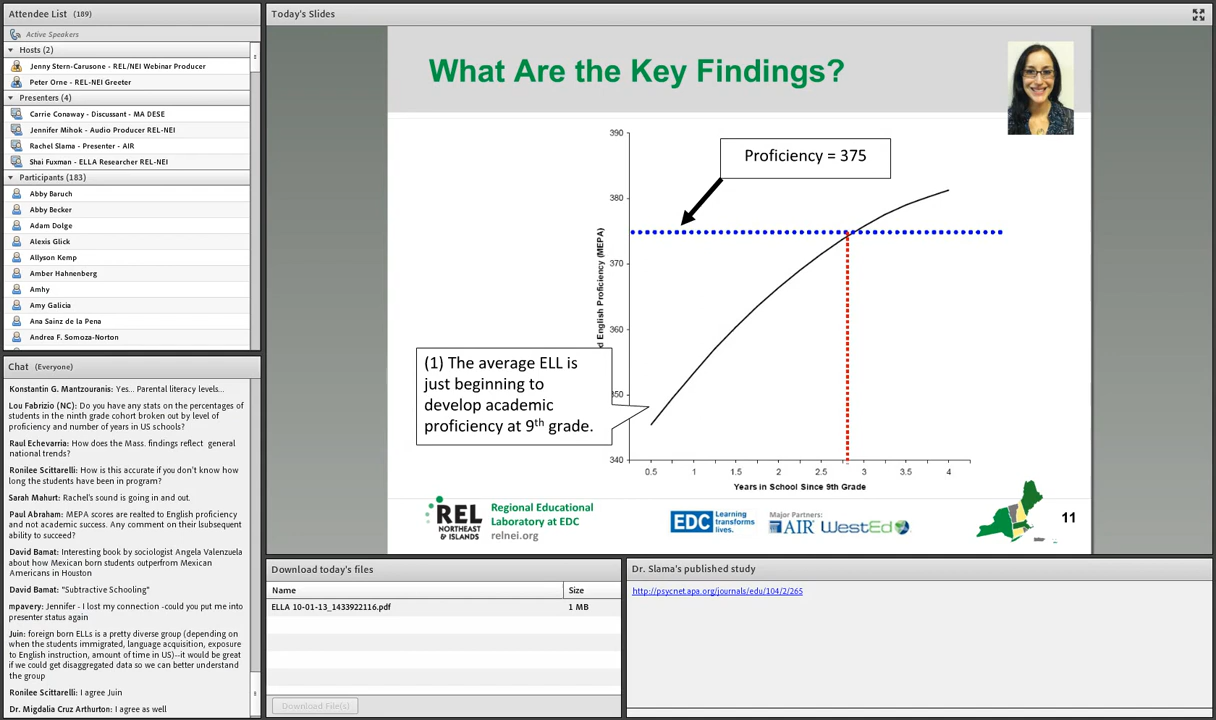 Attendee List (189)
Active Speakers
Hosts (2)
Jenny Stern-Carusone - REL/NEI Webinar Producer
Peter Orne - REL-NEI Greeter
Presenters (4)
Carrie Conaway - Discussant - MA DESE
Jennifer Mihok - Audio Producer REL-NEI
Rachel Slama - Presenter - AIR
Shai Fuxman - ELLA Researcher REL-NEI
Participants (183)
Abby Baruch
Abby Becker
Adam Dolge
Alexis Glick
Allyson Kemp
Amber Hahnenberg
Amhy
Amy Galicia
Ana Sainz de la Pena
Andrea F. Somoza-Norton
Chat (Everyone)
Konstantin G. Mantzouranis: Yes... Parental literacy levels...
Lou Fabrizio (NC): Do you have any stats on the percentages of
students in the ninth grade cohort broken out by level of
proficiency and number of years in US schools?
Raul Echevarria: How does the Mass. findings reflect general
national trends?
Ronilee Scittarelli: How is this accurate if you don't know how
long the students have been in program?
Sarah Mahurt: Rachel's sound is going in and out.
Paul Abraham: MEPA scores are realted to English proficiency
and not academic success. Any comment on their lsubsequent
ability to succeed?
David Bamat: Interesting book by sociologist Angela Valenzuela
about how Mexican born students outperfrom Mexican
Americans in Houston
David Bamat: "Subtractive Schooling"
mpavery: Jennifer - I lost my connection -could you put me into
presenter status again
Juin: foreign born ELLs is a pretty diverse group (depending on
when the students immigrated, language acquisition, exposure
to English instruction, amount of time in US)--it would be great
if we could get disaggregated data so we can better understand
the group
Ronilee Scittarelli: I agree Juin
Dr. Migdalia Cruz Arthurton: I agree as well
Today's Slides
What Are the Key Findings?
390
Proficiency = 375
380
370
360
50
340
d English Proficiency (MEPA)
(1) The average ELL is
just beginning to
develop academic
proficiency at 9th grade.
0.5 1 1.5 2 2.5 3 3.5 4
Years in School Since 9th Grade
REL
NORTHEAST
& ISLANDS
Regional Educational
Laboratory at EDC
relnei.org
EDC Learning
transforms
lives.
Major Partners:
AIR WestEd
11
Download today's files
Name Size
ELLA 10-01-13_1433922116.pdf 1 MB
Download File(s)
Dr. Slama's published study
http://psycnet.apa.org/journals/edu/104/2/265